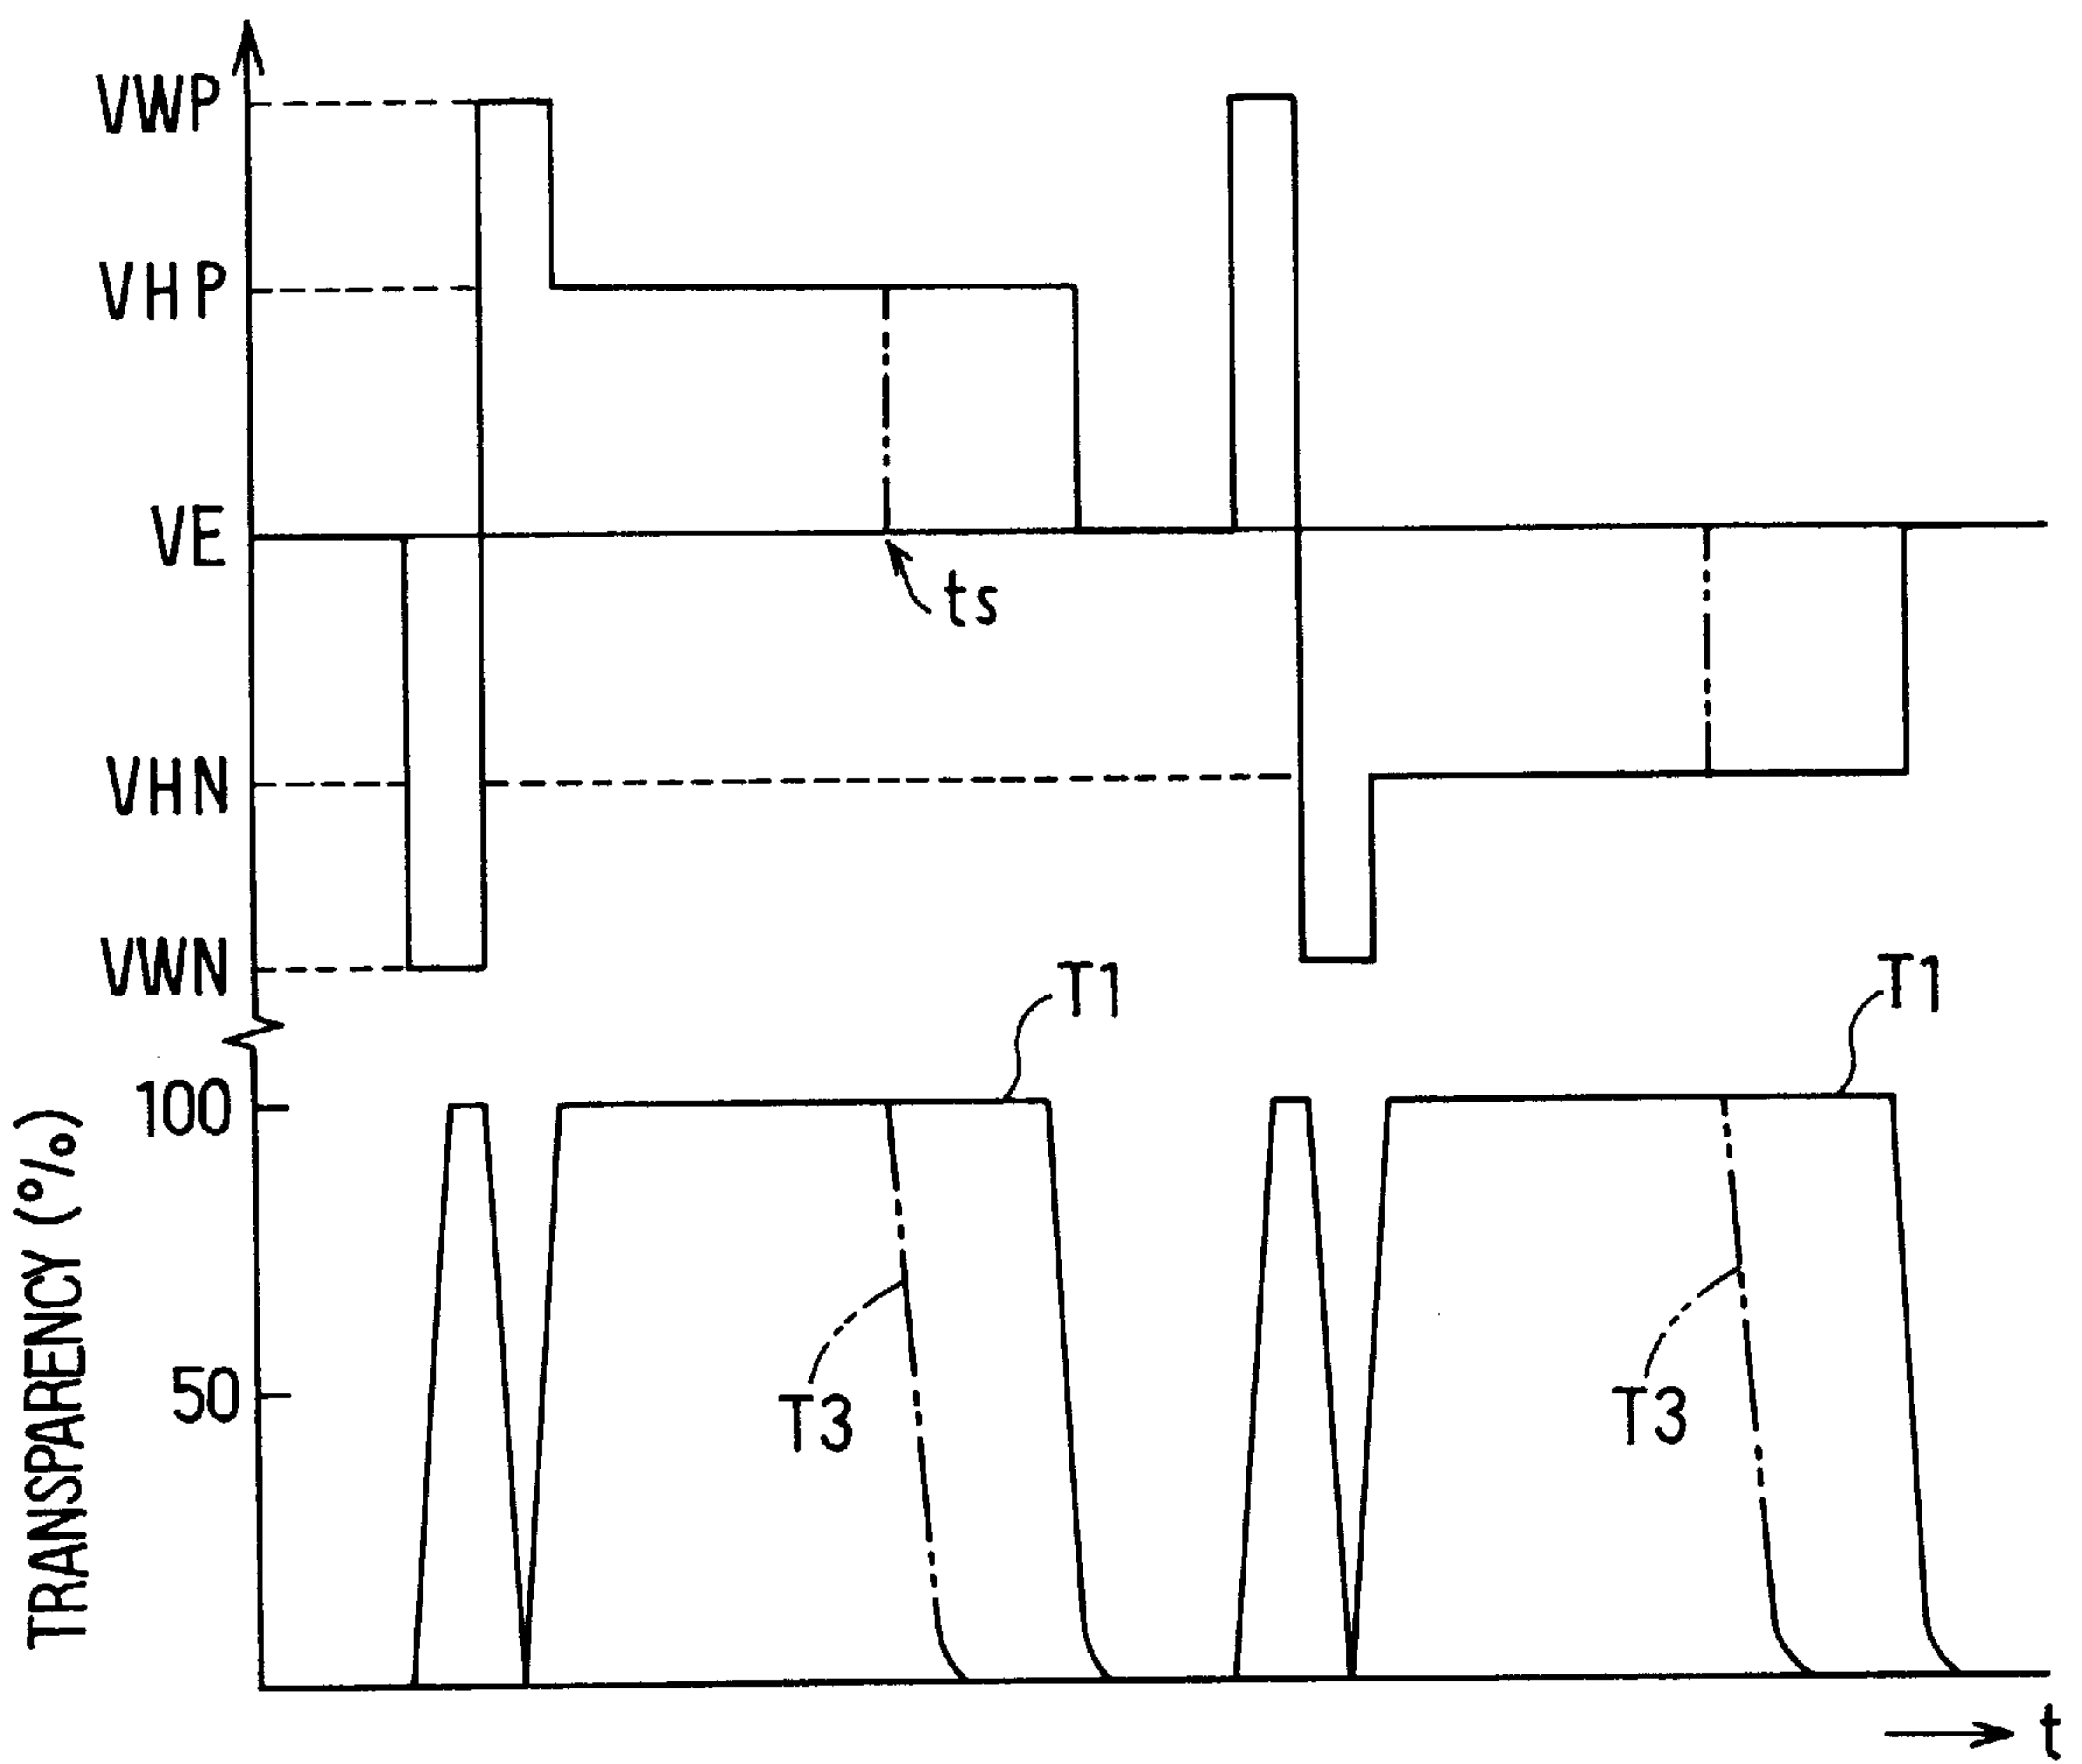 VWP
VHP
VE
ts
VHN
VWN
T1
T1
100
50
T3
T3
TRANSPARENCY (%)
t